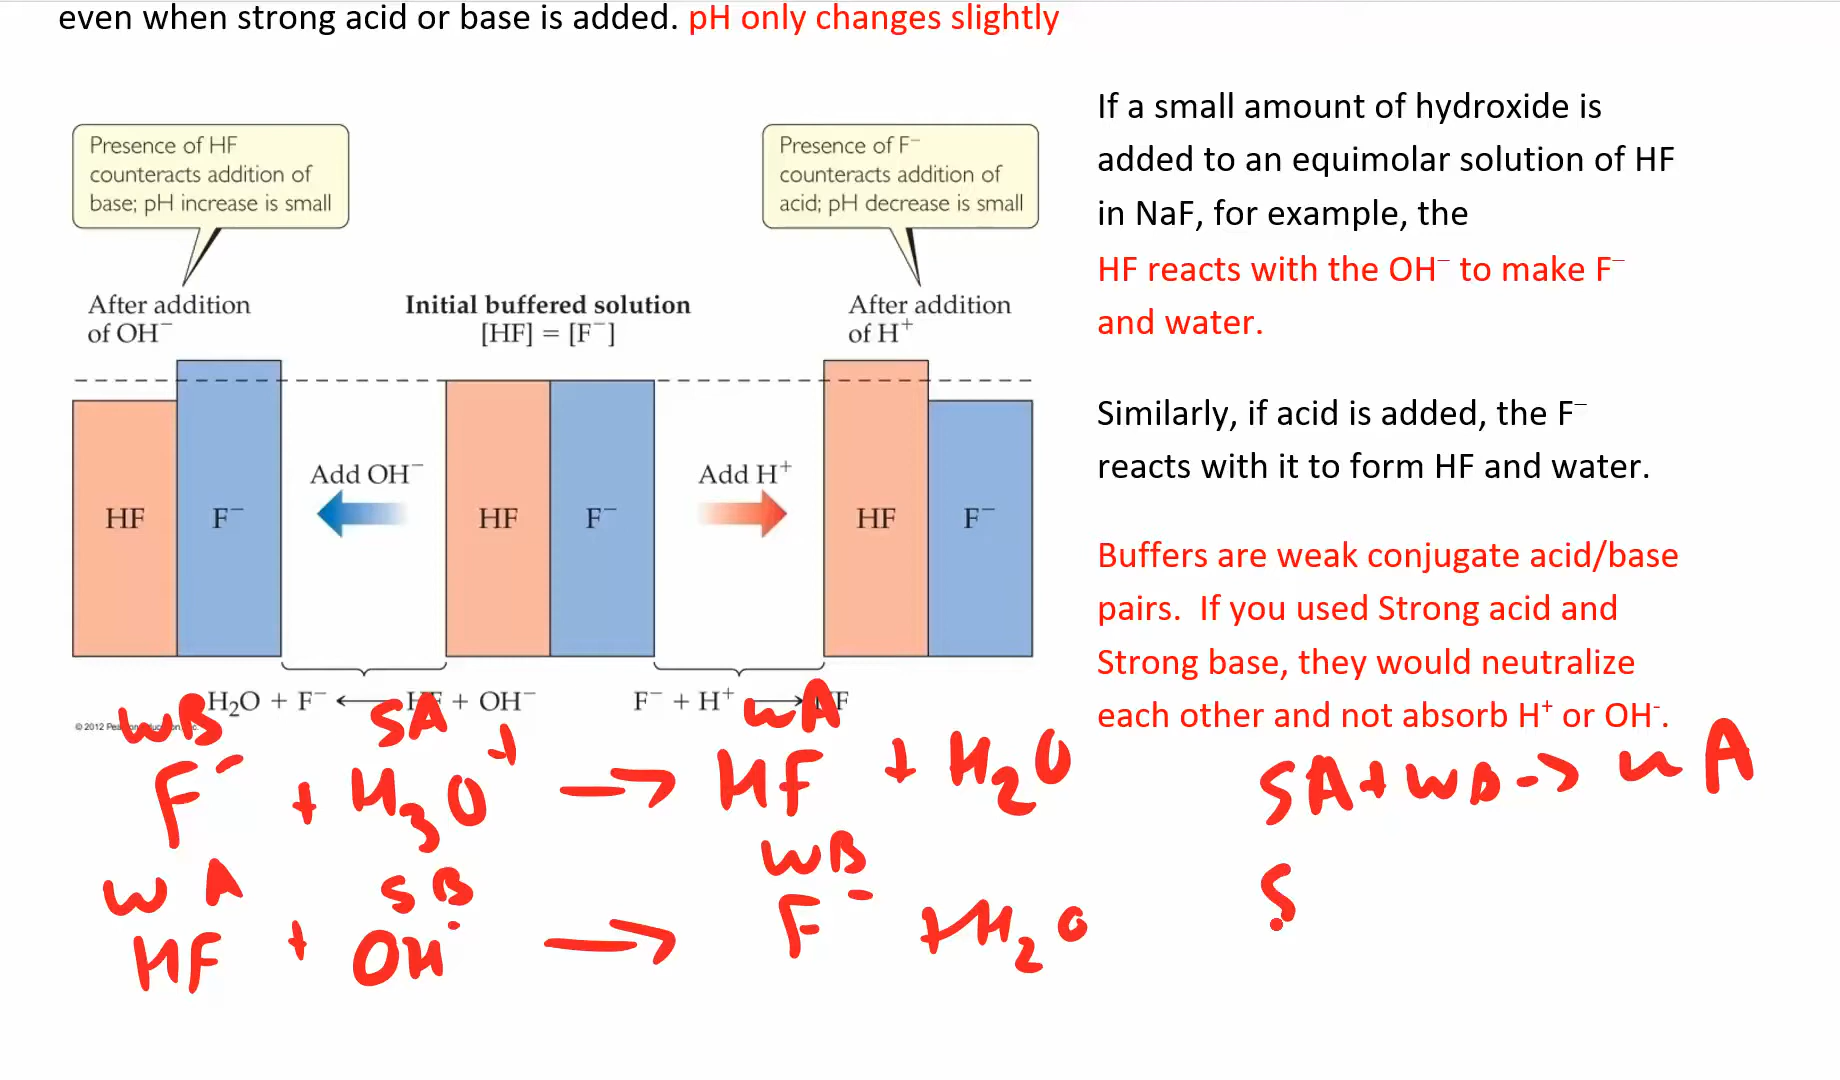 even when strong acid or base is added. pH only changes slightly
Presence of HF
counteracts addition of
base; pH increase is small
Presence of F⁻
counteracts addition of
acid; pH decrease is small
After addition
of OH⁻
Initial buffered solution
[HF] = [F⁻]
After addition
of H⁺
Add OH⁻
Add H⁺
HF
F⁻
HF
F⁻
HF
F⁻
H₂O + F⁻ ← HF + OH⁻
F⁻ + H⁺ → HF
© 2012 Pearson Education, Inc.
If a small amount of hydroxide is
added to an equimolar solution of HF
in NaF, for example, the
HF reacts with the OH⁻ to make F⁻
and water.
Similarly, if acid is added, the F⁻
reacts with it to form HF and water.
Buffers are weak conjugate acid/base
pairs. If you used Strong acid and
Strong base, they would neutralize
each other and not absorb H⁺ or OH⁻.
WB SA WA
F⁻ + H₃O⁺ → HF + H₂O
WA SB WB
HF + OH⁻ → F⁻ + H₂O
SA + WB -> WA
S